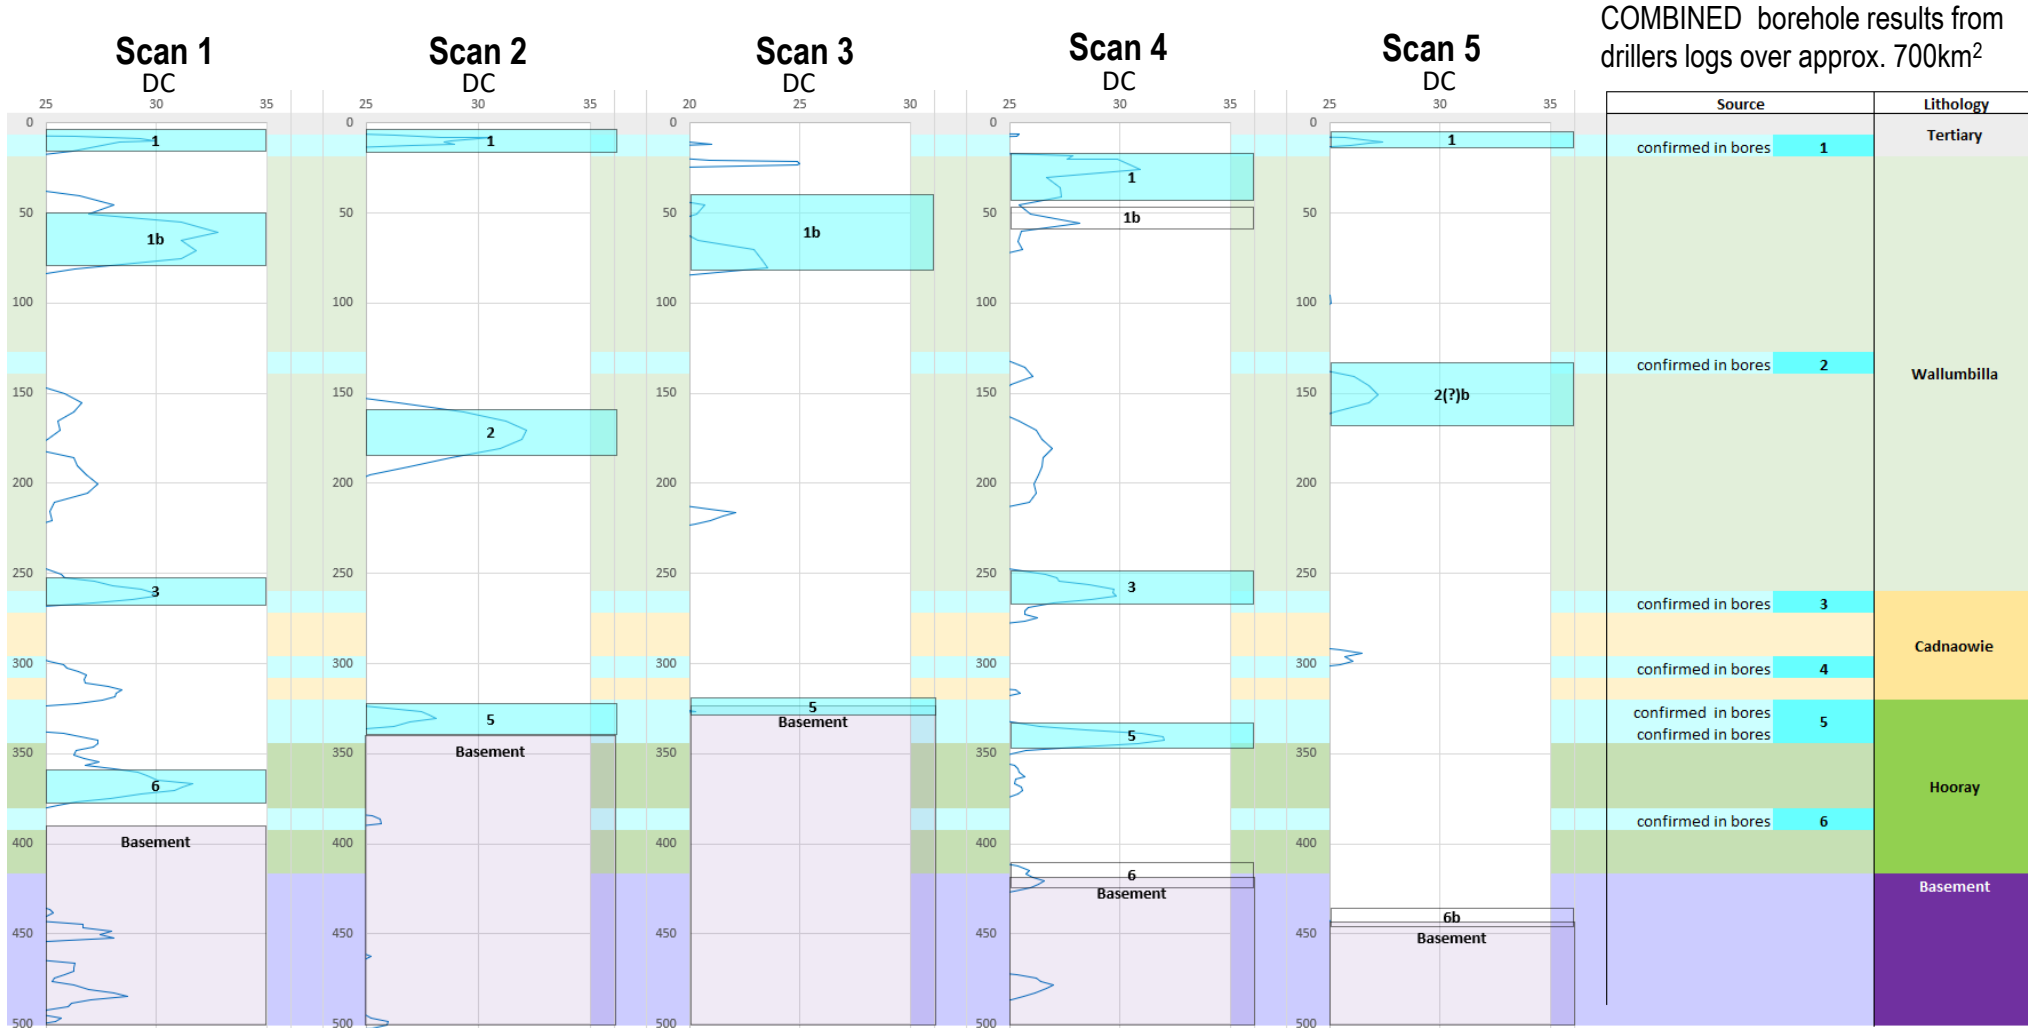 COMBINED borehole results from
drillers logs over approx. 700km²
Scan 1
DC
25 30 35
Scan 2
DC
25 30 35
Scan 3
DC
20 25 30
Scan 4
DC
25 30 35
Scan 5
DC
25 30 35
Source
Lithology
0
50
100
150
200
250
300
350
400
450
500
1
1b
3
6
Basement
0
50
100
150
200
250
300
350
400
450
500
1
2
5
Basement
0
50
100
150
200
250
300
350
400
450
500
1b
5
Basement
0
50
100
150
200
250
300
350
400
450
500
1
1b
3
5
6
Basement
0
50
100
150
200
250
300
350
400
450
500
1
2(?)b
6b
Basement
confirmed in bores 1
confirmed in bores 2
confirmed in bores 3
confirmed in bores 4
confirmed in bores
5
confirmed in bores
confirmed in bores 6
Tertiary
Wallumbilla
Cadnaowie
Hooray
Basement